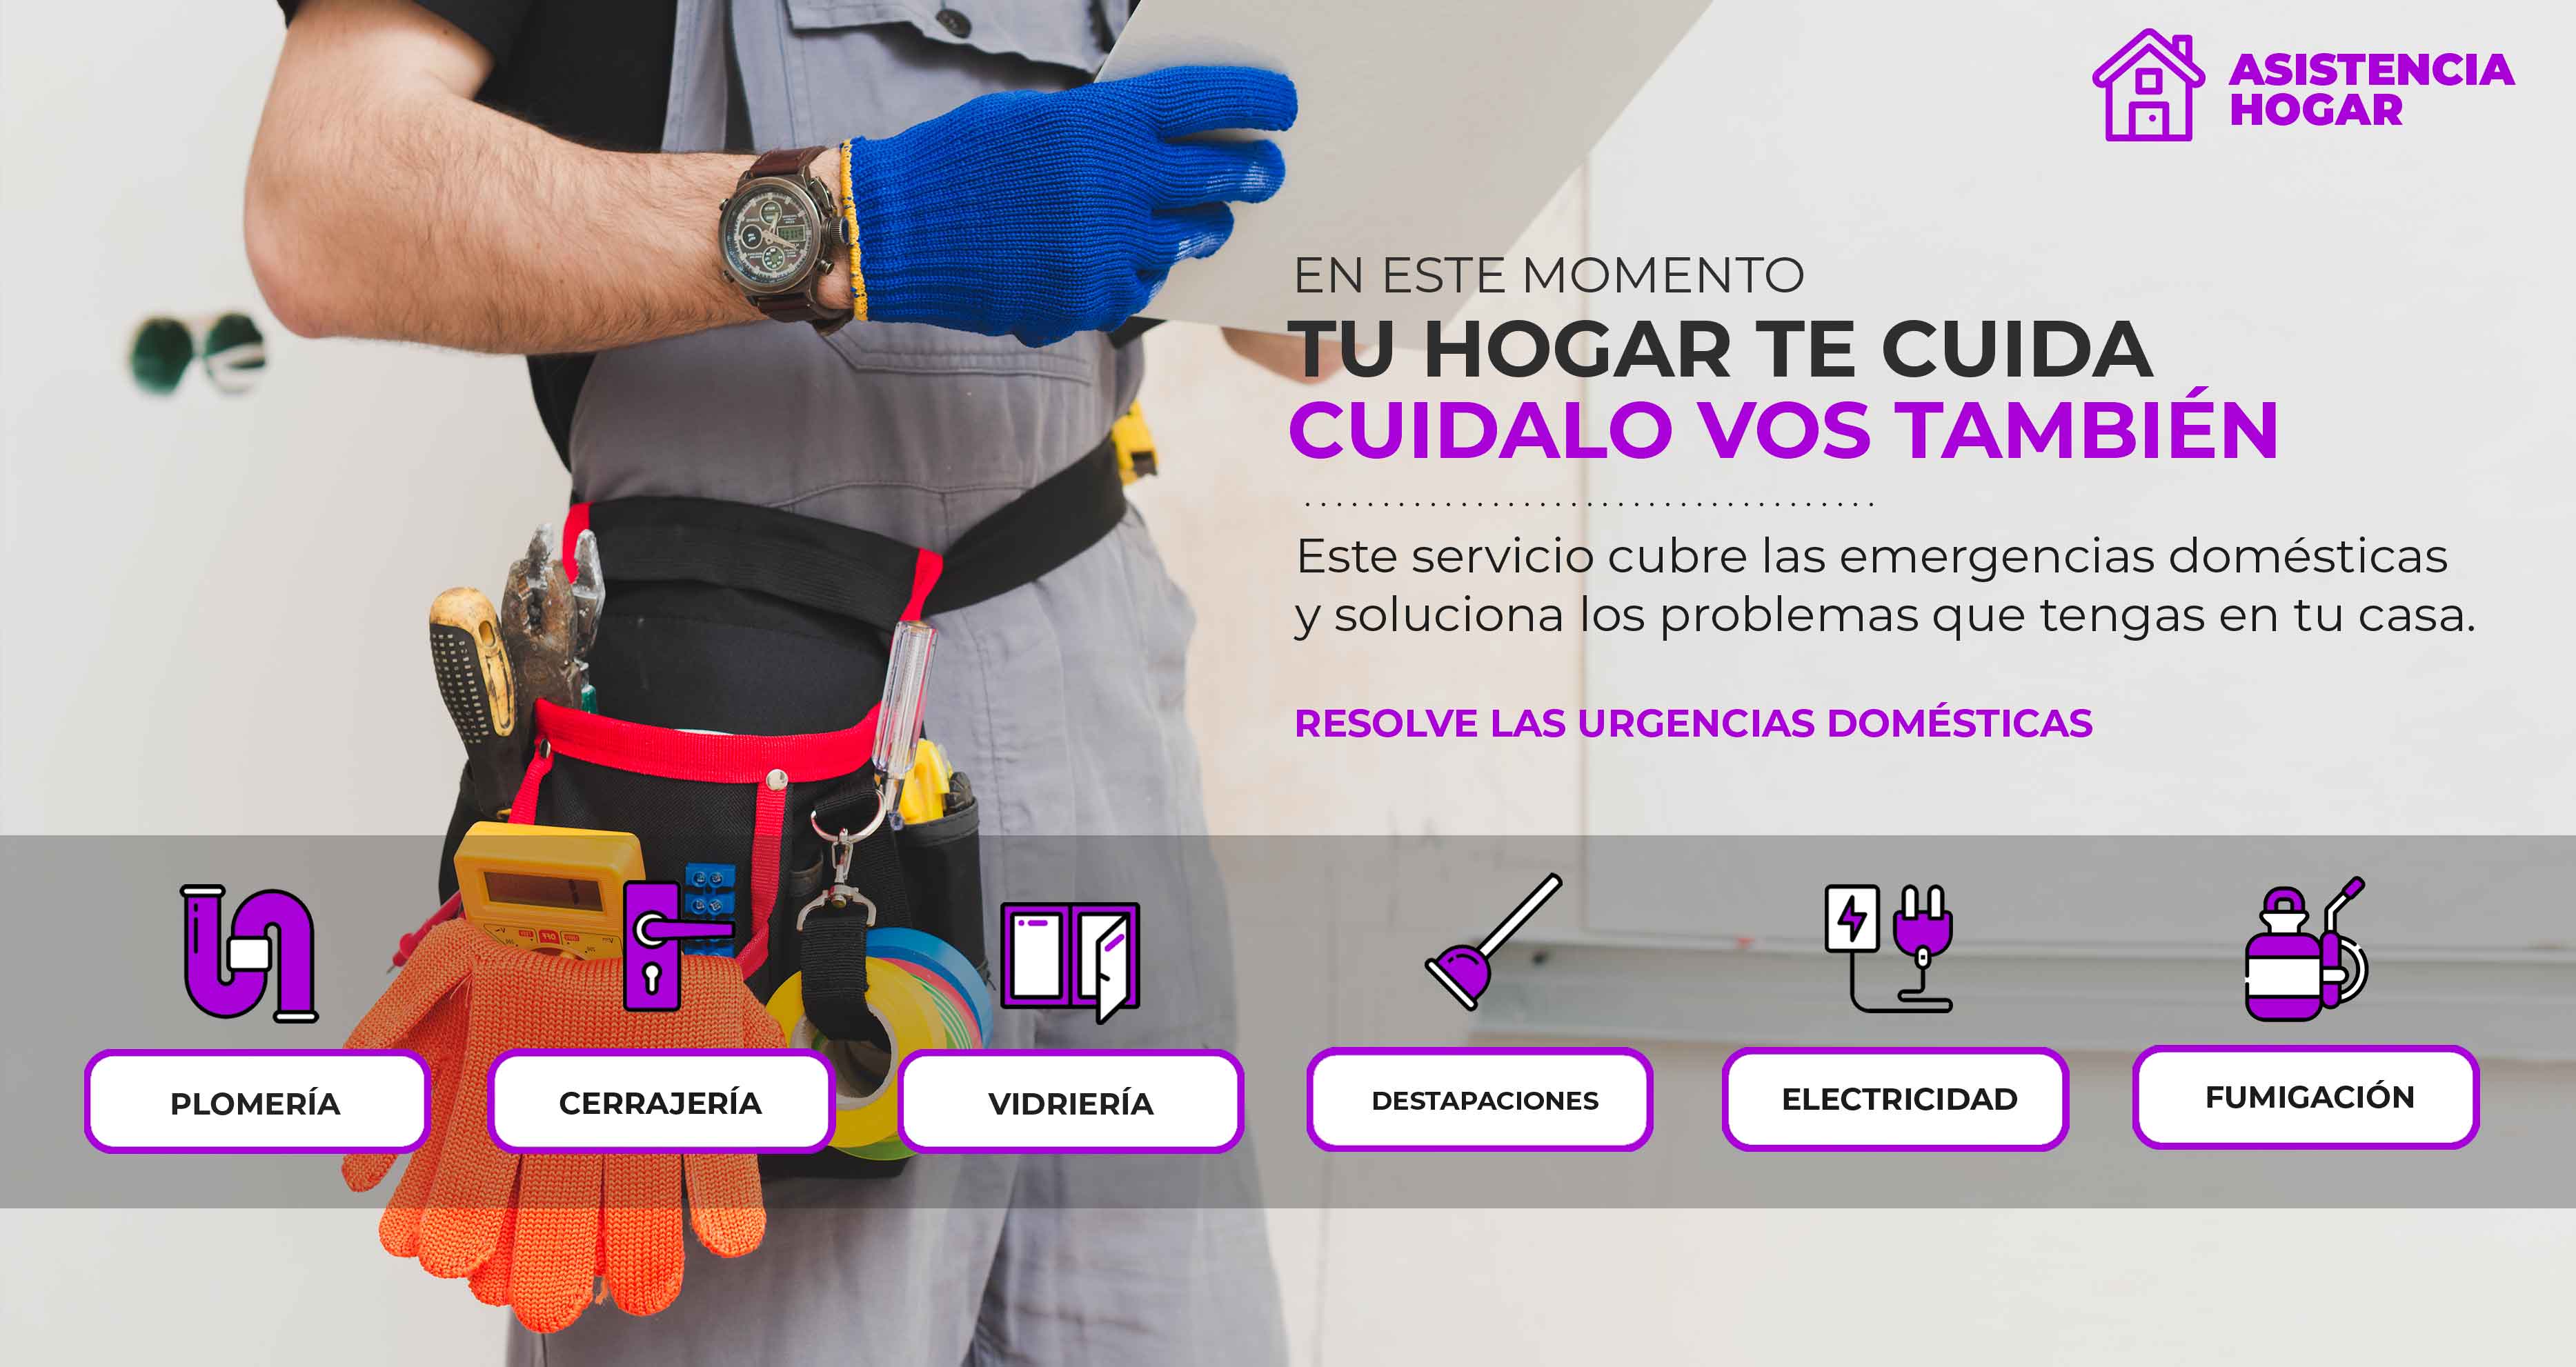 ASISTENCIA
HOGAR
EN ESTE MOMENTO
TU HOGAR TE CUIDA
CUIDALO VOS TAMBIÉN
Este servicio cubre las emergencias domésticas
y soluciona los problemas que tengas en tu casa.
RESOLVE LAS URGENCIAS DOMÉSTICAS
PLOMERÍA
CERRAJERÍA
VIDRIERÍA
DESTAPACIONES
ELECTRICIDAD
FUMIGACIÓN